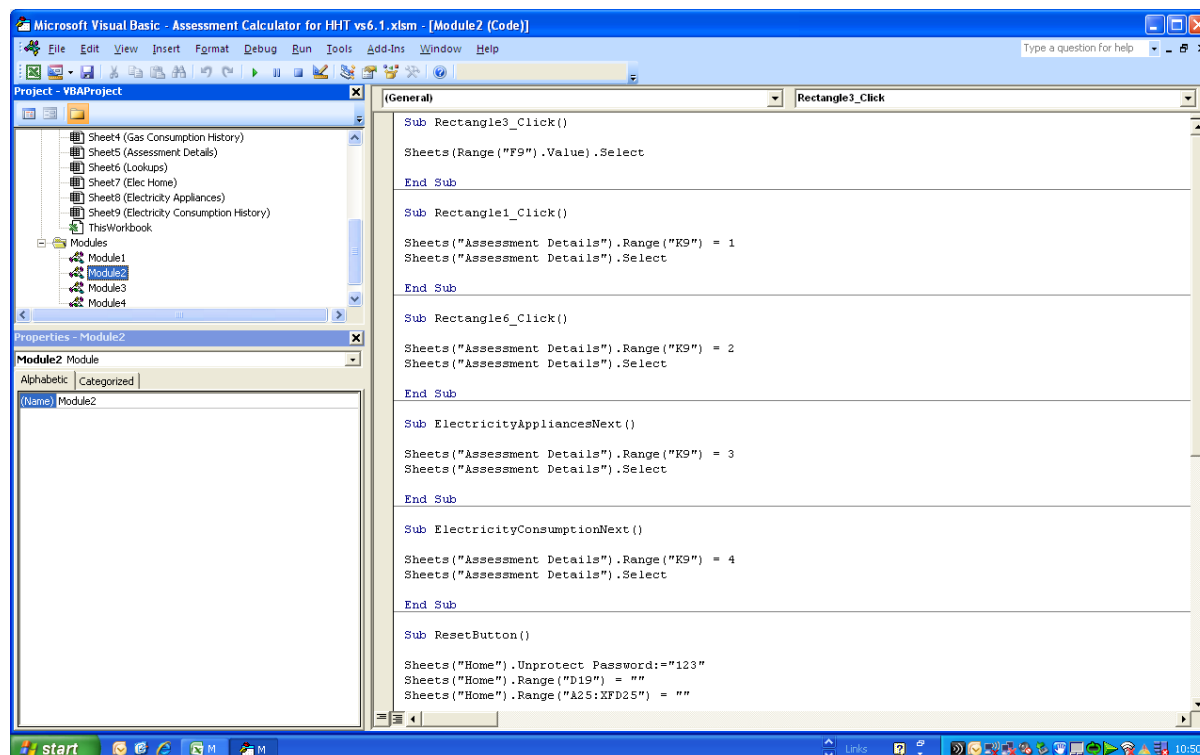 Microsoft Visual Basic - Assessment Calculator for HHT vs6.1.xlsm - [Module2 (Code)]
File Edit View Insert Format Debug Run Tools Add-Ins Window Help
Type a question for help
Project - VBAProject
Sheet4 (Gas Consumption History)
Sheet5 (Assessment Details)
Sheet6 (Lookups)
Sheet7 (Elec Home)
Sheet8 (Electricity Appliances)
Sheet9 (Electricity Consumption History)
ThisWorkbook
Modules
Module1
Module2
Module3
Module4
Properties - Module2
Module2 Module
Alphabetic Categorized
(Name) Module2
(General) Rectangle3_Click
Sub Rectangle3_Click()
Sheets(Range("F9").Value).Select
End Sub
Sub Rectangle1_Click()
Sheets("Assessment Details").Range("K9") = 1
Sheets("Assessment Details").Select
End Sub
Sub Rectangle6_Click()
Sheets("Assessment Details").Range("K9") = 2
Sheets("Assessment Details").Select
End Sub
Sub ElectricityAppliancesNext()
Sheets("Assessment Details").Range("K9") = 3
Sheets("Assessment Details").Select
End Sub
Sub ElectricityConsumptionNext()
Sheets("Assessment Details").Range("K9") = 4
Sheets("Assessment Details").Select
End Sub
Sub ResetButton()
Sheets("Home").Unprotect Password:="123"
Sheets("Home").Range("D19") = ""
Sheets("Home").Range("A25:XFD25") = ""
start M M Links 10:50